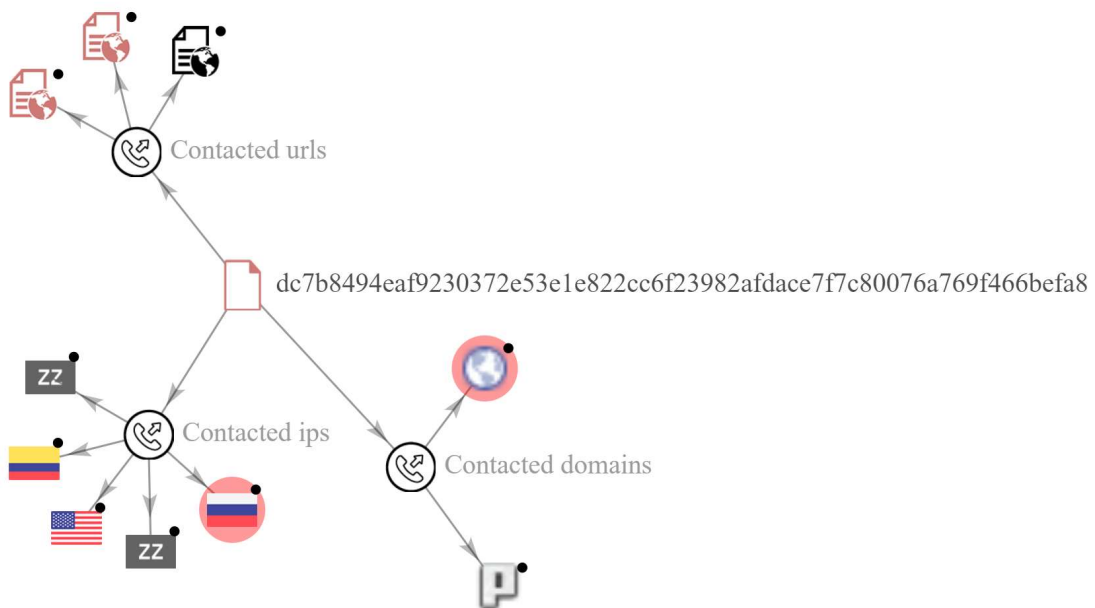 Contacted urls
dc7b8494eaf9230372e53e1e822cc6f23982afdace7f7c80076a769f466befa8
ZZ
Contacted ips
Contacted domains
ZZ
p